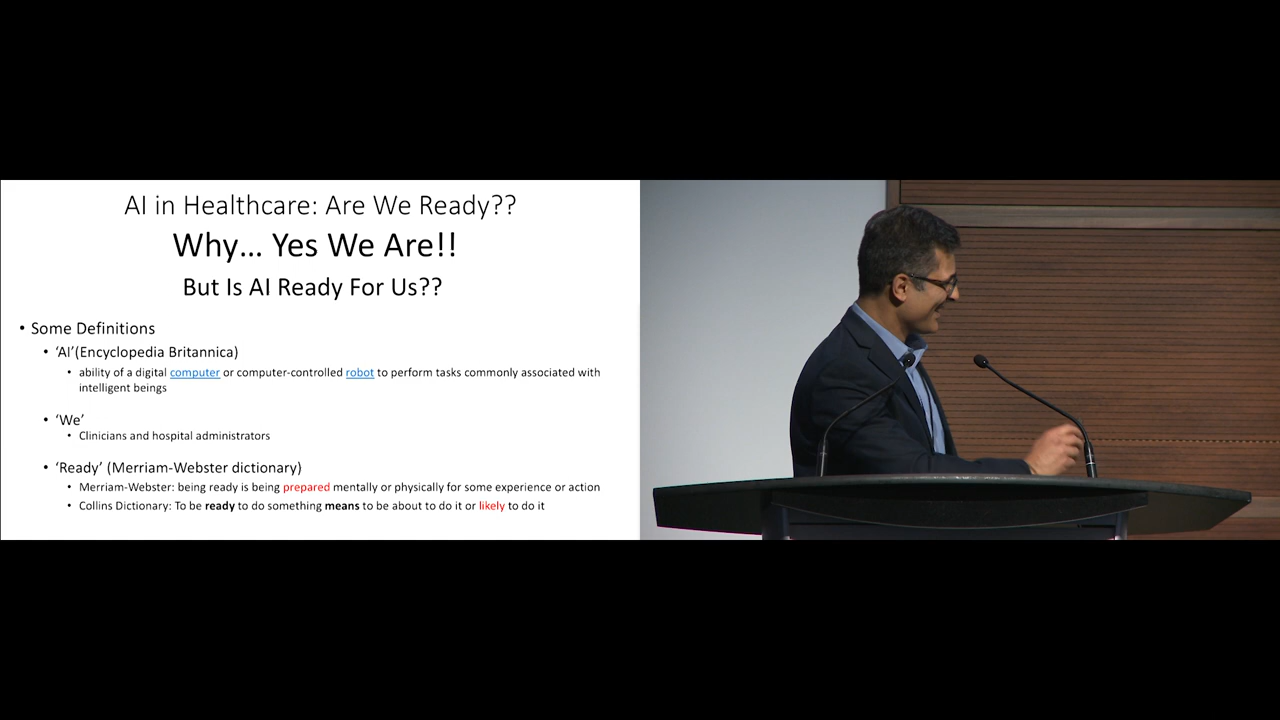 AI in Healthcare: Are We Ready??
Why... Yes We Are!!
But Is AI Ready For Us??
• Some Definitions
• ‘AI’(Encyclopedia Britannica)
• ability of a digital computer or computer-controlled robot to perform tasks commonly associated with
intelligent beings
• ‘We’
• Clinicians and hospital administrators
• ‘Ready’ (Merriam-Webster dictionary)
• Merriam-Webster: being ready is being prepared mentally or physically for some experience or action
• Collins Dictionary: To be ready to do something means to be about to do it or likely to do it